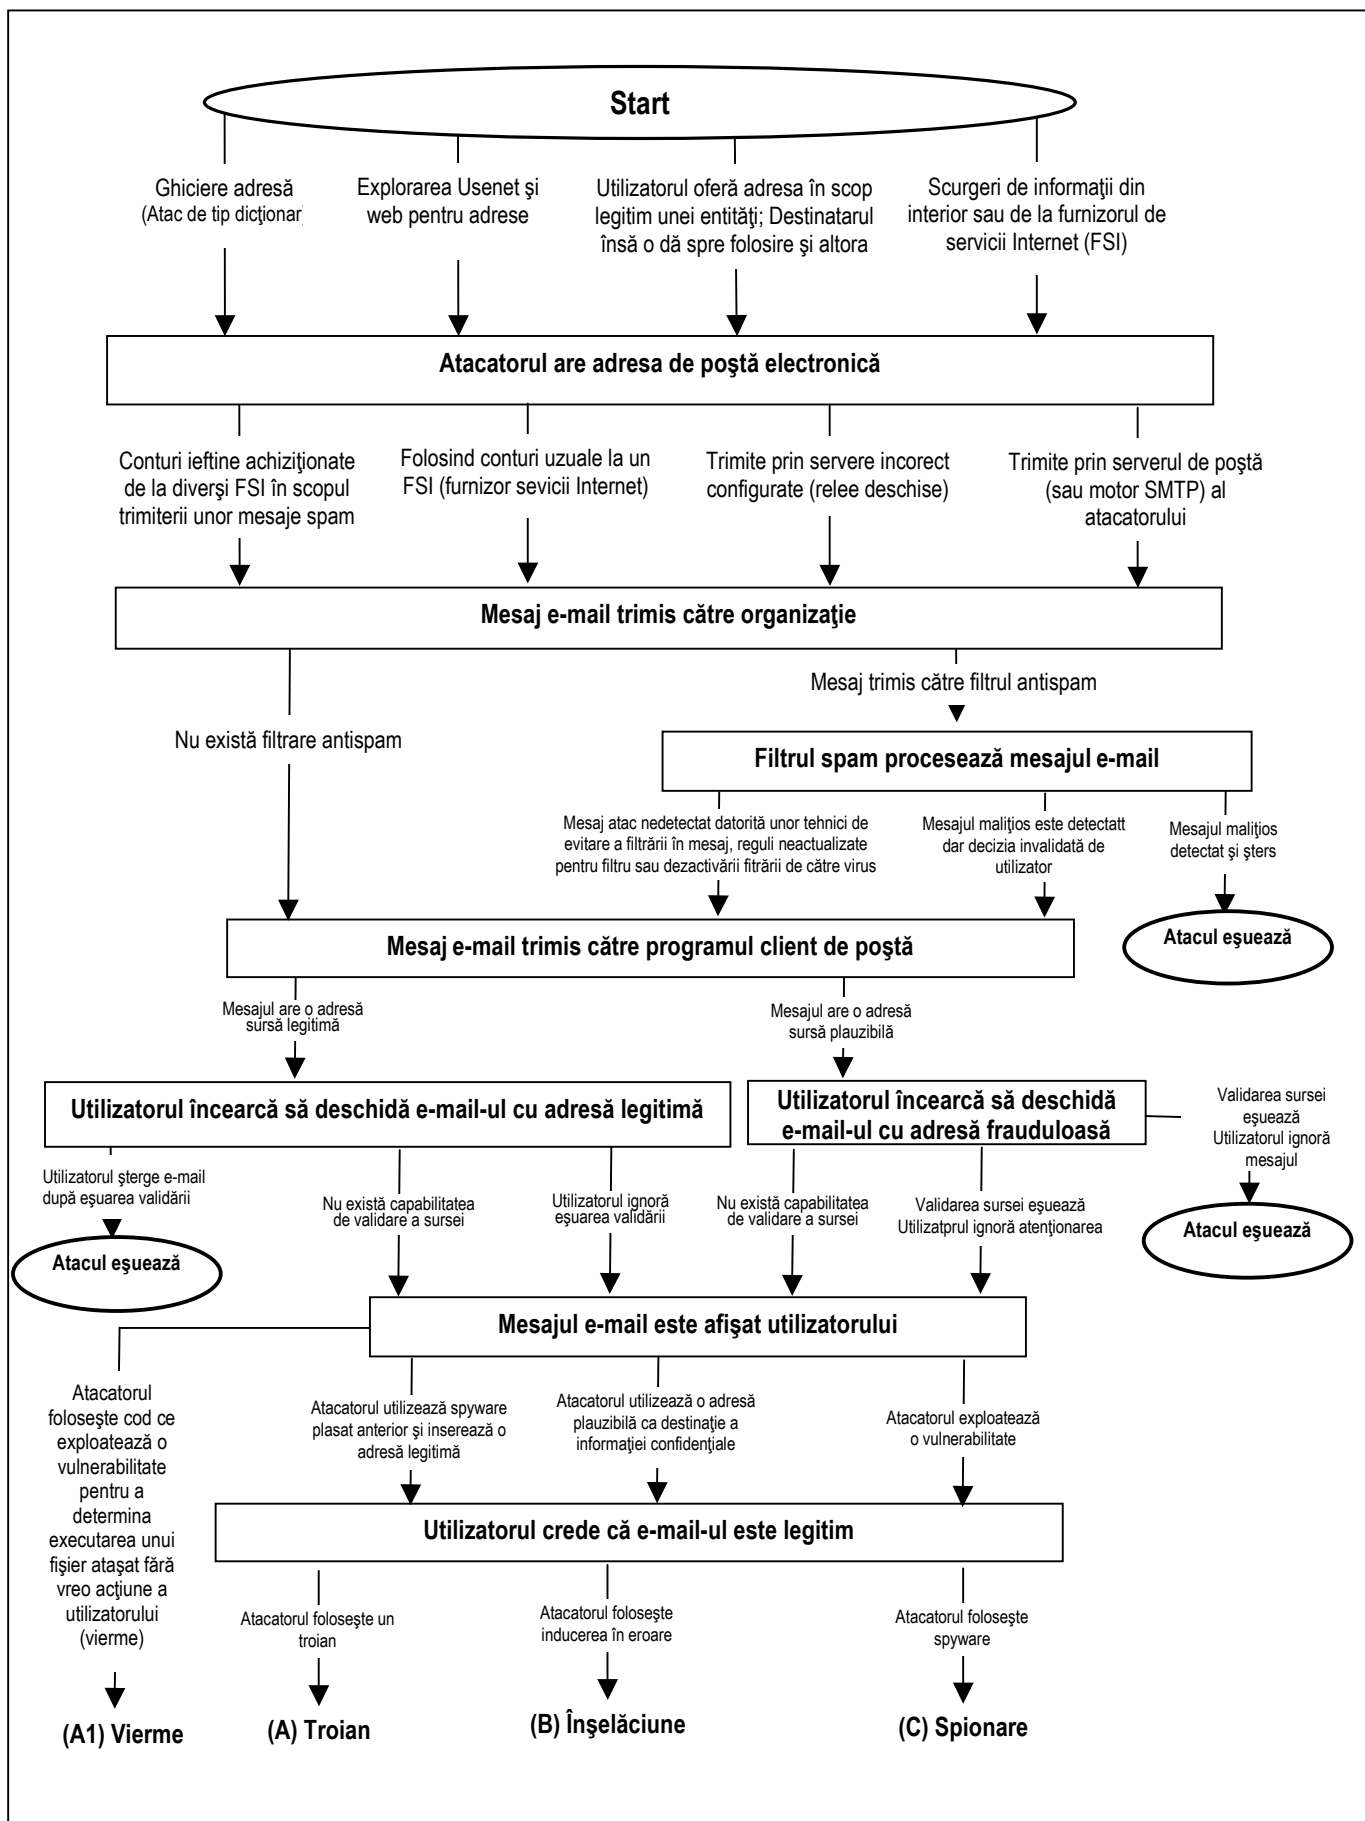 Start
Ghiciere adresă
(Atac de tip dicţionar
Explorarea Usenet şi
web pentru adrese
Utilizatorul oferă adresa în scop
legitim unei entităţi; Destinatarul
însă o dă spre folosire şi altora
Scurgeri de informaţii din
interior sau de la furnizorul de
servicii Internet (FSI)
Atacatorul are adresa de poştă electronică
Conturi ieftine achiziţionate
de la diverşi FSI în scopul
trimiterii unor mesaje spam
Folosind conturi uzuale la un
FSI (furnizor sevicii Internet)
Trimite prin servere incorect
configurate (relee deschise)
Trimite prin serverul de poştă
(sau motor SMTP) al
atacatorului
Mesaj e-mail trimis către organizaţie
Mesaj trimis către filtrul antispam
Nu există filtrare antispam
Filtrul spam procesează mesajul e-mail
Mesaj atac nedetectat datorită unor tehnici de
evitare a filtrării în mesaj, reguli neactualizate
pentru filtru sau dezactivării fitrării de către virus
Mesajul maliţios este detectatt
dar decizia invalidată de
utilizator
Mesajul maliţios
detectat şi şters
Atacul eşuează
Mesaj e-mail trimis către programul client de poştă
Mesajul are o adresă
sursă legitimă
Mesajul are o adresă
sursă plauzibilă
Utilizatorul încearcă să deschidă e-mail-ul cu adresă legitimă
Utilizatorul încearcă să deschidă
e-mail-ul cu adresă frauduloasă
Validarea sursei
eşuează
Utilizatorul ignoră
mesajul
Utilizatorul şterge e-mail
după eşuarea validării
Nu există capabilitatea
de validare a sursei
Utilizatorul ignoră
eşuarea validării
Nu există capabilitatea
de validare a sursei
Validarea sursei eşuează
Utilizatprul ignoră atenţionarea
Atacul eşuează
Atacul eşuează
Mesajul e-mail este afişat utilizatorului
Atacatorul
foloseşte cod ce
exploatează o
vulnerabilitate
pentru a
determina
executarea unui
fişier ataşat fără
vreo acţiune a
utilizatorului
(vierme)
Atacatorul utilizează spyware
plasat anterior şi inserează o
adresă legitimă
Atacatorul utilizează o adresă
plauzibilă ca destinaţie a
informaţiei confidenţiale
Atacatorul exploatează
o vulnerabilitate
Utilizatorul crede că e-mail-ul este legitim
Atacatorul foloseşte un
troian
Atacatorul foloseşte
inducerea în eroare
Atacatorul foloseşte
spyware
(A1) Vierme
(A) Troian
(B) Înşelăciune
(C) Spionare